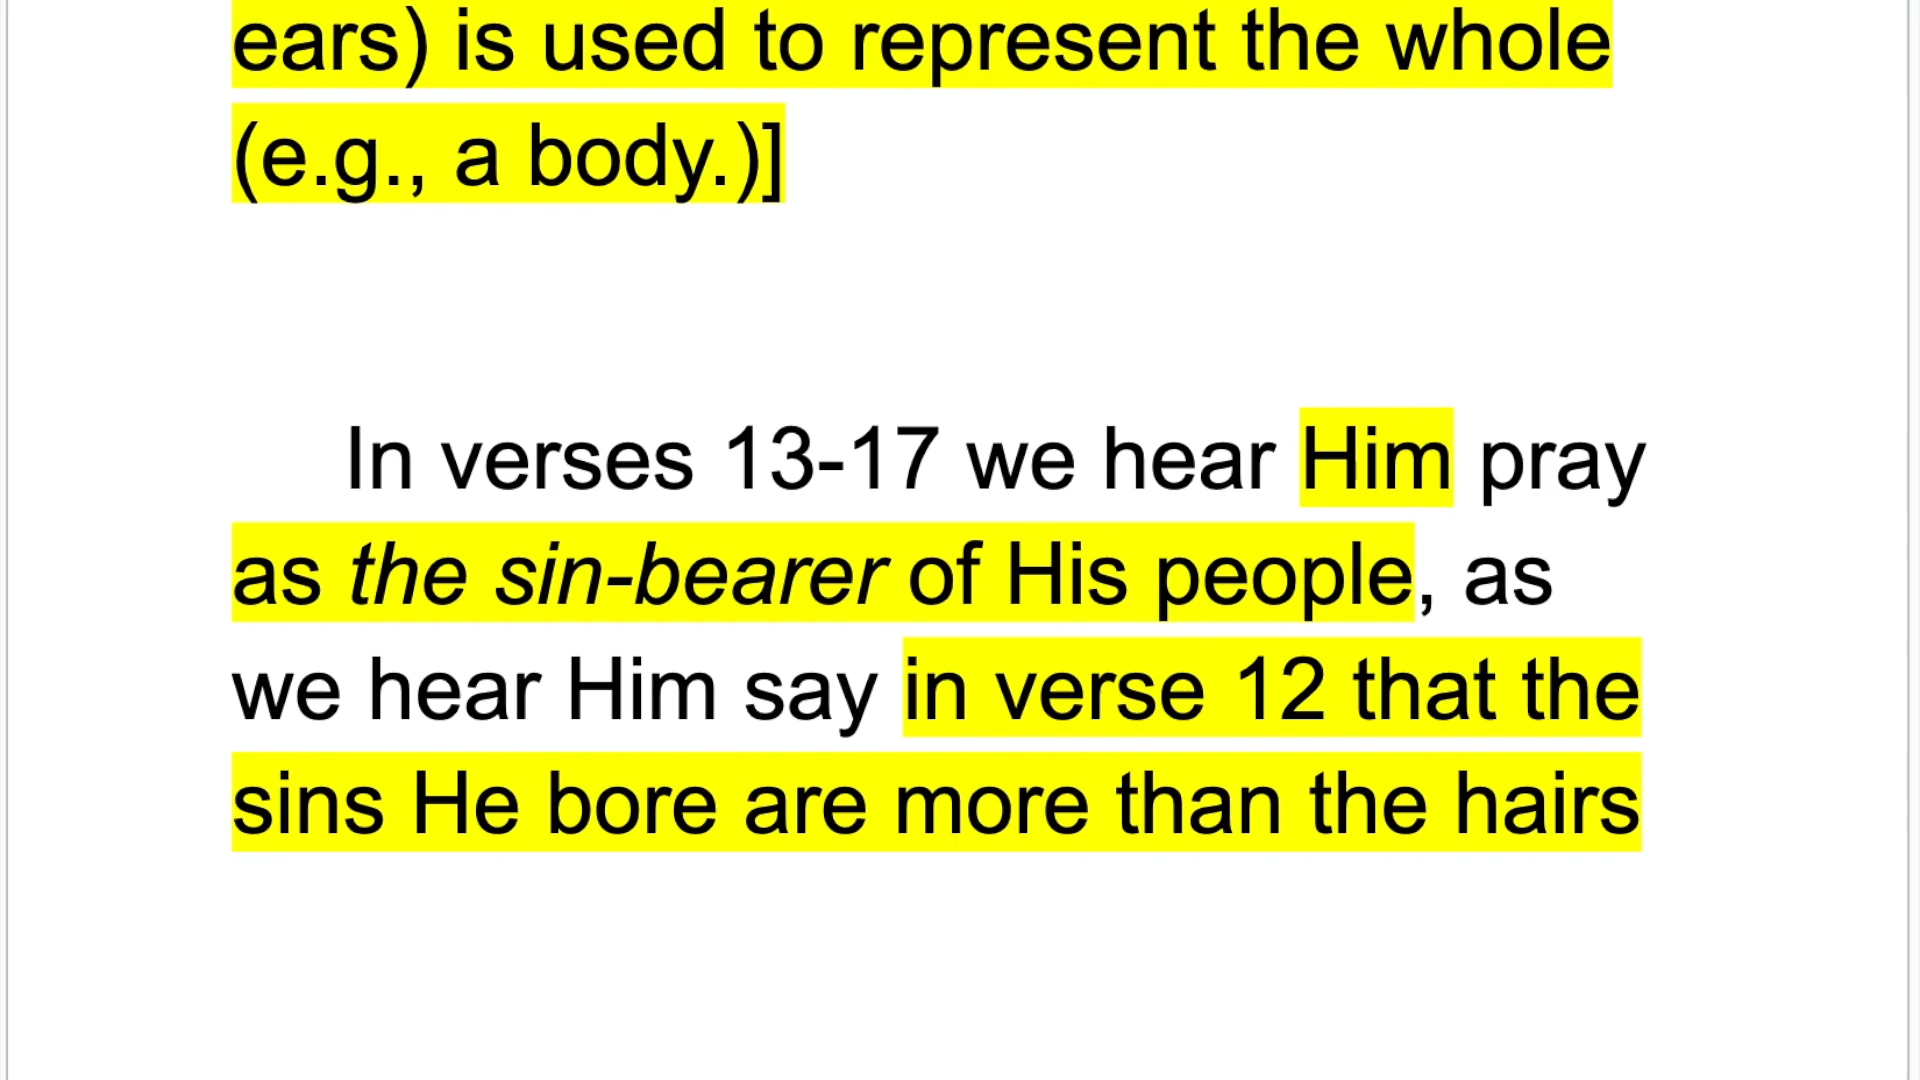 ears) is used to represent the whole
(e.g., a body.)]
In verses 13-17 we hear Him pray
as the sin-bearer of His people, as
we hear Him say in verse 12 that the
sins He bore are more than the hairs